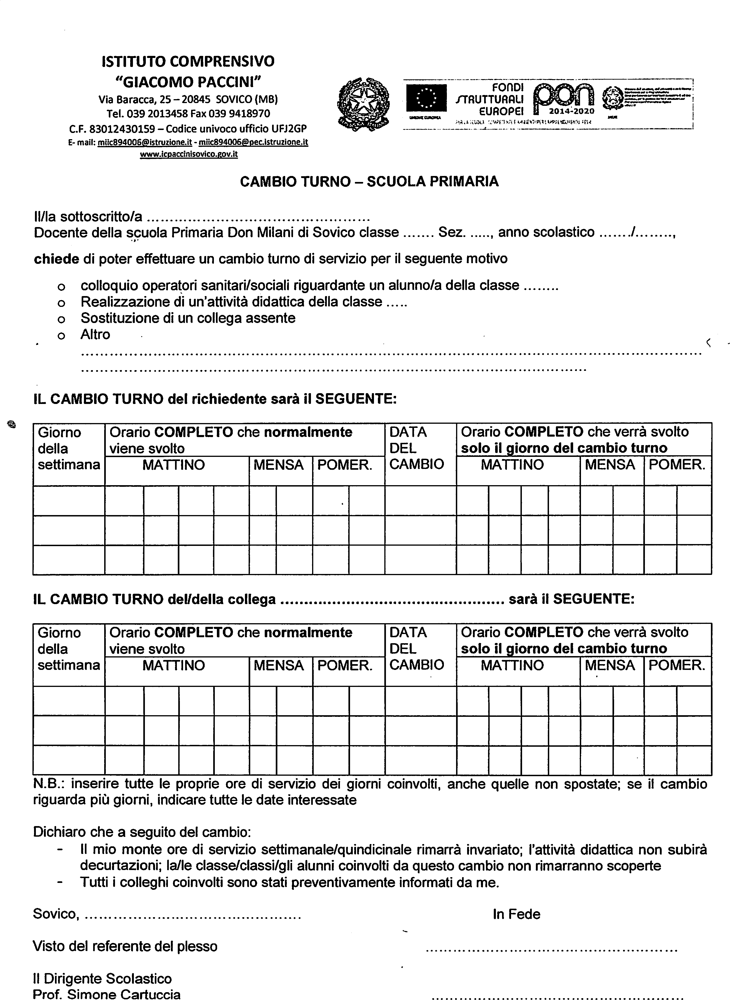 ISTITUTO COMPRENSIVO
“GIACOMO PACCINI”
Via Baracca, 25 – 20845 SOVICO (MB)
Tel. 039 2013458 Fax 039 9418970
C.F. 83012430159 – Codice univoco ufficio UFJ2GP
E- mail: miic894006@istruzione.it - miic894006@pec.istruzione.it
www.icpaccinisovico.gov.it
UNIONE EUROPEA
FONDI
STRUTTURALI
EUROPEI
pon
2014-2020
MIUR
CAMBIO TURNO – SCUOLA PRIMARIA
Il/la sottoscritto/a ................................................
Docente della scuola Primaria Don Milani di Sovico classe ....... Sez. ....., anno scolastico ......./........,
chiede di poter effettuare un cambio turno di servizio per il seguente motivo
o colloquio operatori sanitari/sociali riguardante un alunno/a della classe ........
o Realizzazione di un’attività didattica della classe .....
o Sostituzione di un collega assente
o Altro
IL CAMBIO TURNO del richiedente sarà il SEGUENTE:
Giorno della settimana
Orario COMPLETO che normalmente
viene svolto
MATTINO MENSA POMER.
DATA DEL CAMBIO
Orario COMPLETO che verrà svolto
solo il giorno del cambio turno
MATTINO MENSA POMER.
IL CAMBIO TURNO del/della collega ................................................ sarà il SEGUENTE:
Giorno della settimana
Orario COMPLETO che normalmente
viene svolto
MATTINO MENSA POMER.
DATA DEL CAMBIO
Orario COMPLETO che verrà svolto
solo il giorno del cambio turno
MATTINO MENSA POMER.
N.B.: inserire tutte le proprie ore di servizio dei giorni coinvolti, anche quelle non spostate; se il cambio
riguarda più giorni, indicare tutte le date interessate
Dichiaro che a seguito del cambio:
- Il mio monte ore di servizio settimanale/quindicinale rimarrà invariato; l’attività didattica non subirà
decurtazioni; la/le classe/classi/gli alunni coinvolti da questo cambio non rimarranno scoperte
- Tutti i colleghi coinvolti sono stati preventivamente informati da me.
Sovico, ............................................... In Fede
Visto del referente del plesso ......................................................
Il Dirigente Scolastico
Prof. Simone Cartuccia ......................................................